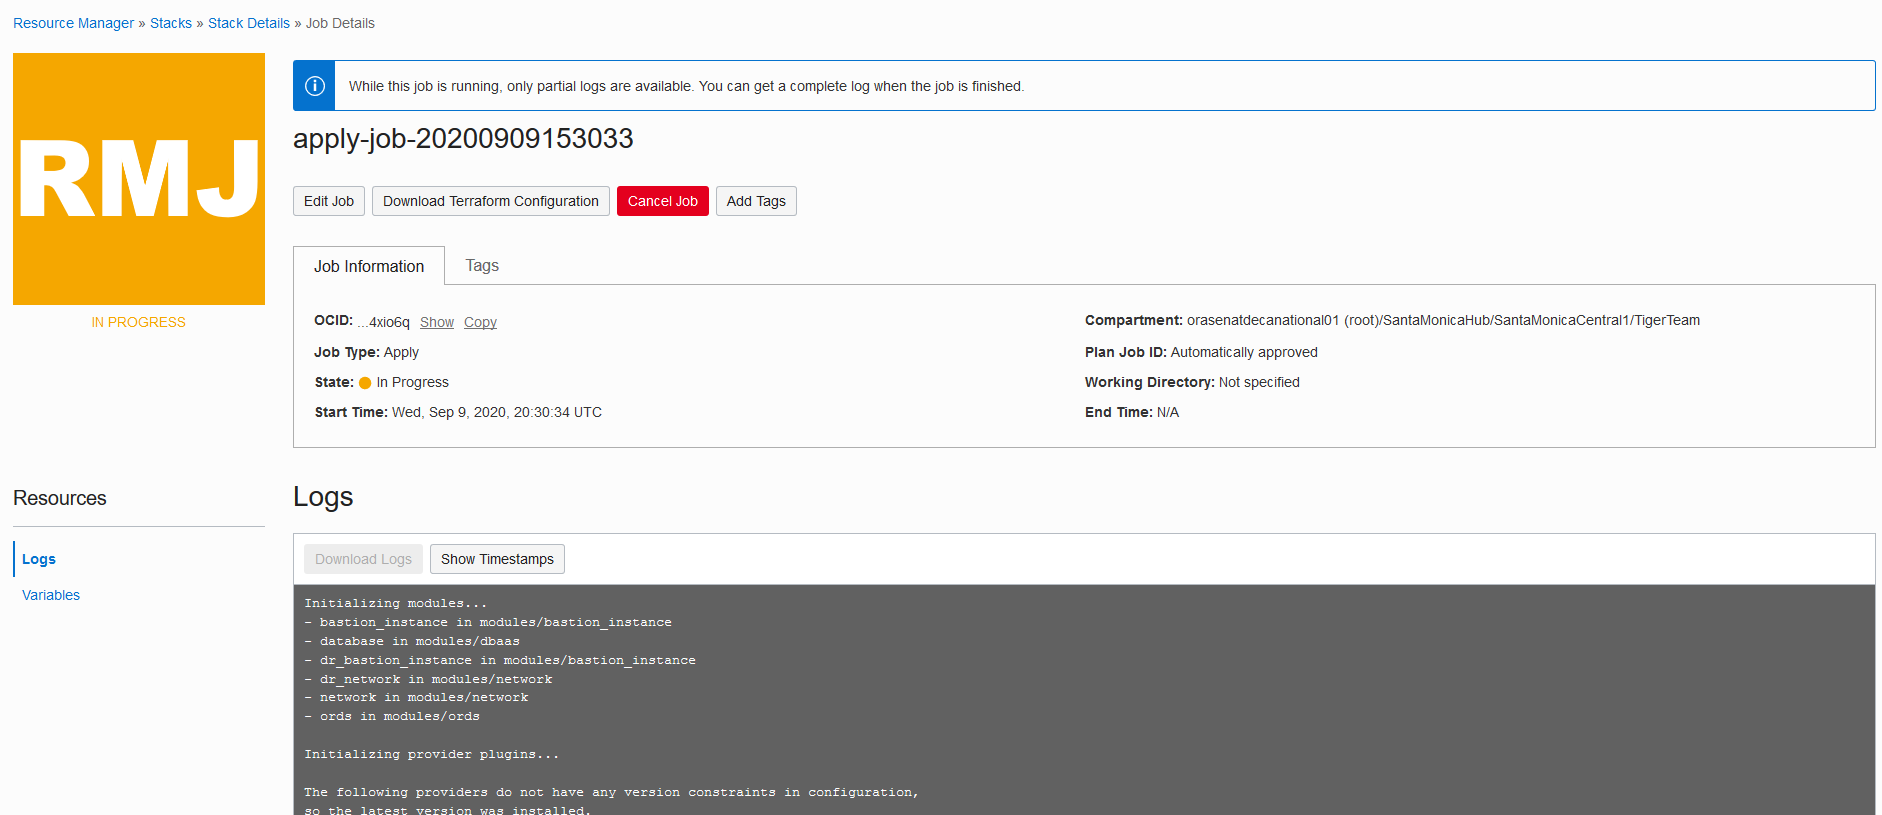 Resource Manager » Stacks » Stack Details » Job Details
RMJ
IN PROGRESS
While this job is running, only partial logs are available. You can get a complete log when the job is finished.
apply-job-20200909153033
Edit Job Download Terraform Configuration Cancel Job Add Tags
Job Information Tags
OCID: ...4xio6q Show Copy
Job Type: Apply
State: In Progress
Start Time: Wed, Sep 9, 2020, 20:30:34 UTC
Compartment: orasenatdecanational01 (root)/SantaMonicaHub/SantaMonicaCentral1/TigerTeam
Plan Job ID: Automatically approved
Working Directory: Not specified
End Time: N/A
Resources
Logs
Variables
Logs
Download Logs Show Timestamps
Initializing modules...
- bastion_instance in modules/bastion_instance
- database in modules/dbaas
- dr_bastion_instance in modules/bastion_instance
- dr_network in modules/network
- network in modules/network
- ords in modules/ords
Initializing provider plugins...
The following providers do not have any version constraints in configuration,
so the latest version was installed.